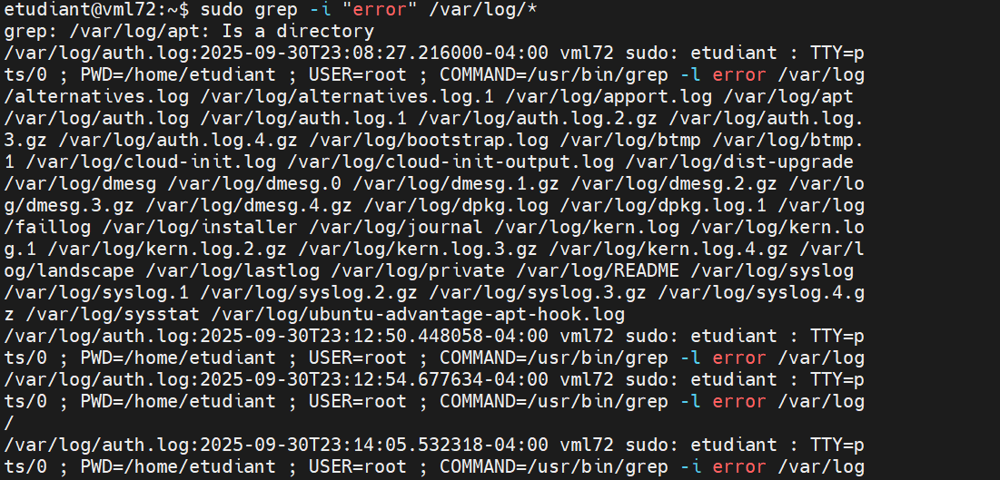 etudiant@vml72:~$ sudo grep -i "error" /var/log/*
grep: /var/log/apt: Is a directory
/var/log/auth.log:2025-09-30T23:08:27.216000-04:00 vml72 sudo: etudiant : TTY=p
ts/0 ; PWD=/home/etudiant ; USER=root ; COMMAND=/usr/bin/grep -l error /var/log
/alternatives.log /var/log/alternatives.log.1 /var/log/apport.log /var/log/apt
/var/log/auth.log /var/log/auth.log.1 /var/log/auth.log.2.gz /var/log/auth.log.
3.gz /var/log/auth.log.4.gz /var/log/bootstrap.log /var/log/btmp /var/log/btmp.
1 /var/log/cloud-init.log /var/log/cloud-init-output.log /var/log/dist-upgrade
/var/log/dmesg /var/log/dmesg.0 /var/log/dmesg.1.gz /var/log/dmesg.2.gz /var/lo
g/dmesg.3.gz /var/log/dmesg.4.gz /var/log/dpkg.log /var/log/dpkg.log.1 /var/log
/faillog /var/log/installer /var/log/journal /var/log/kern.log /var/log/kern.lo
g.1 /var/log/kern.log.2.gz /var/log/kern.log.3.gz /var/log/kern.log.4.gz /var/l
og/landscape /var/log/lastlog /var/log/private /var/log/README /var/log/syslog
/var/log/syslog.1 /var/log/syslog.2.gz /var/log/syslog.3.gz /var/log/syslog.4.g
z /var/log/sysstat /var/log/ubuntu-advantage-apt-hook.log
/var/log/auth.log:2025-09-30T23:12:50.448058-04:00 vml72 sudo: etudiant : TTY=p
ts/0 ; PWD=/home/etudiant ; USER=root ; COMMAND=/usr/bin/grep -l error /var/log
/var/log/auth.log:2025-09-30T23:12:54.677634-04:00 vml72 sudo: etudiant : TTY=p
ts/0 ; PWD=/home/etudiant ; USER=root ; COMMAND=/usr/bin/grep -l error /var/log
/
/var/log/auth.log:2025-09-30T23:14:05.532318-04:00 vml72 sudo: etudiant : TTY=p
ts/0 ; PWD=/home/etudiant ; USER=root ; COMMAND=/usr/bin/grep -i error /var/log